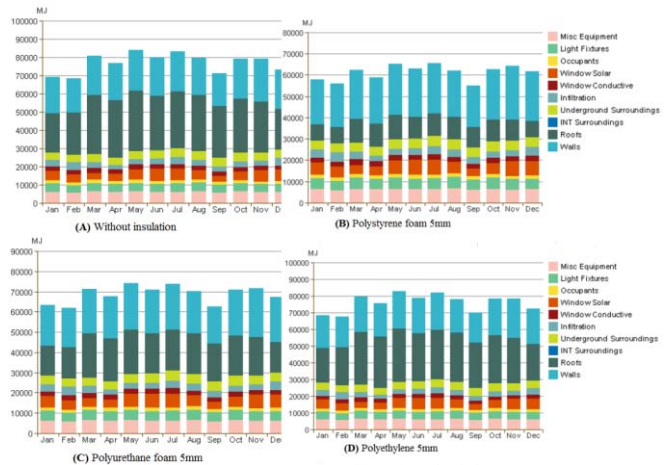 MJ
100000
90000
80000
70000
60000
50000
40000
30000
20000
10000
0
Jan Feb Mar Apr May Jun Jul Aug Sep Oct Nov D
(A) Without insulation
MJ
80000
70000
60000
50000
40000
30000
20000
10000
0
Jan Feb Mar Apr May Jun Jul Aug Sep Oct Nov Dec
(B) Polystyrene foam 5mm
Misc Equipment
Light Fixtures
Occupants
Window Solar
Window Conductive
Infiltration
Underground Surroundings
INT Surroundings
Roofs
Walls
MJ
90000
80000
70000
60000
50000
40000
30000
20000
10000
0
Jan Feb Mar Apr May Jun Jul Aug Sep Oct Nov Dec
(C) Polyurethane foam 5mm
MJ
100000
90000
80000
70000
60000
50000
40000
30000
20000
10000
0
Jan Feb Mar Apr May Jun Jul Aug Sep Oct Nov Dec
(D) Polyethylene 5mm
Misc Equipment
Light Fixtures
Occupants
Window Solar
Window Conductive
Infiltration
Underground Surroundings
INT Surroundings
Roofs
Walls